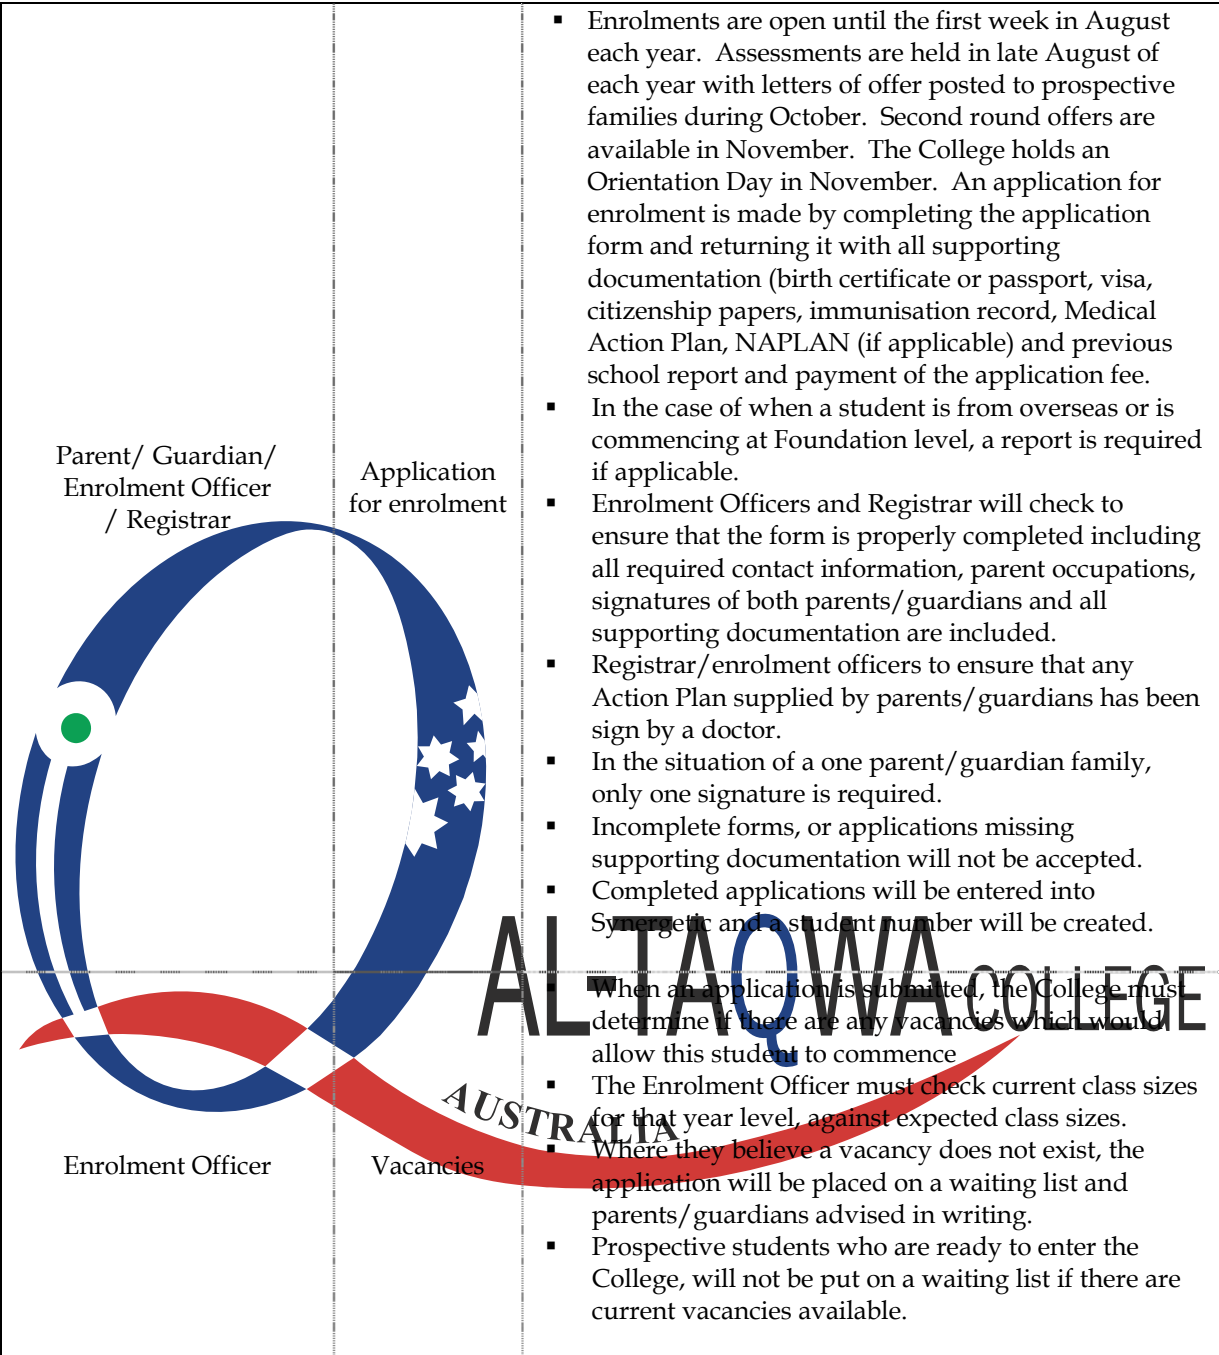 ▪ Enrolments are open until the first week in August
each year.  Assessments are held in late August of
each year with letters of offer posted to prospective
families during October.  Second round offers are
available in November.  The College holds an
Orientation Day in November.  An application for
enrolment is made by completing the application
form and returning it with all supporting
documentation (birth certificate or passport, visa,
citizenship papers, immunisation record, Medical
Action Plan, NAPLAN (if applicable) and previous
school report and payment of the application fee.
▪ In the case of when a student is from overseas or is
commencing at Foundation level, a report is required
if applicable.
Parent/ Guardian/
Enrolment Officer
/ Registrar
Application
for enrolment
▪ Enrolment Officers and Registrar will check to
ensure that the form is properly completed including
all required contact information, parent occupations,
signatures of both parents/guardians and all
supporting documentation are included.
▪ Registrar/enrolment officers to ensure that any
Action Plan supplied by parents/guardians has been
sign by a doctor.
▪ In the situation of a one parent/guardian family,
only one signature is required.
▪ Incomplete forms, or applications missing
supporting documentation will not be accepted.
▪ Completed applications will be entered into
Synergetic and a student number will be created.
AL-TAQWA COLLEGE
AUSTRALIA
Enrolment Officer
Vacancies
▪ When an application is submitted, the College must
determine if there are any vacancies which would
allow this student to commence
▪ The Enrolment Officer must check current class sizes
for that year level, against expected class sizes.
▪ Where they believe a vacancy does not exist, the
application will be placed on a waiting list and
parents/guardians advised in writing.
▪ Prospective students who are ready to enter the
College, will not be put on a waiting list if there are
current vacancies available.